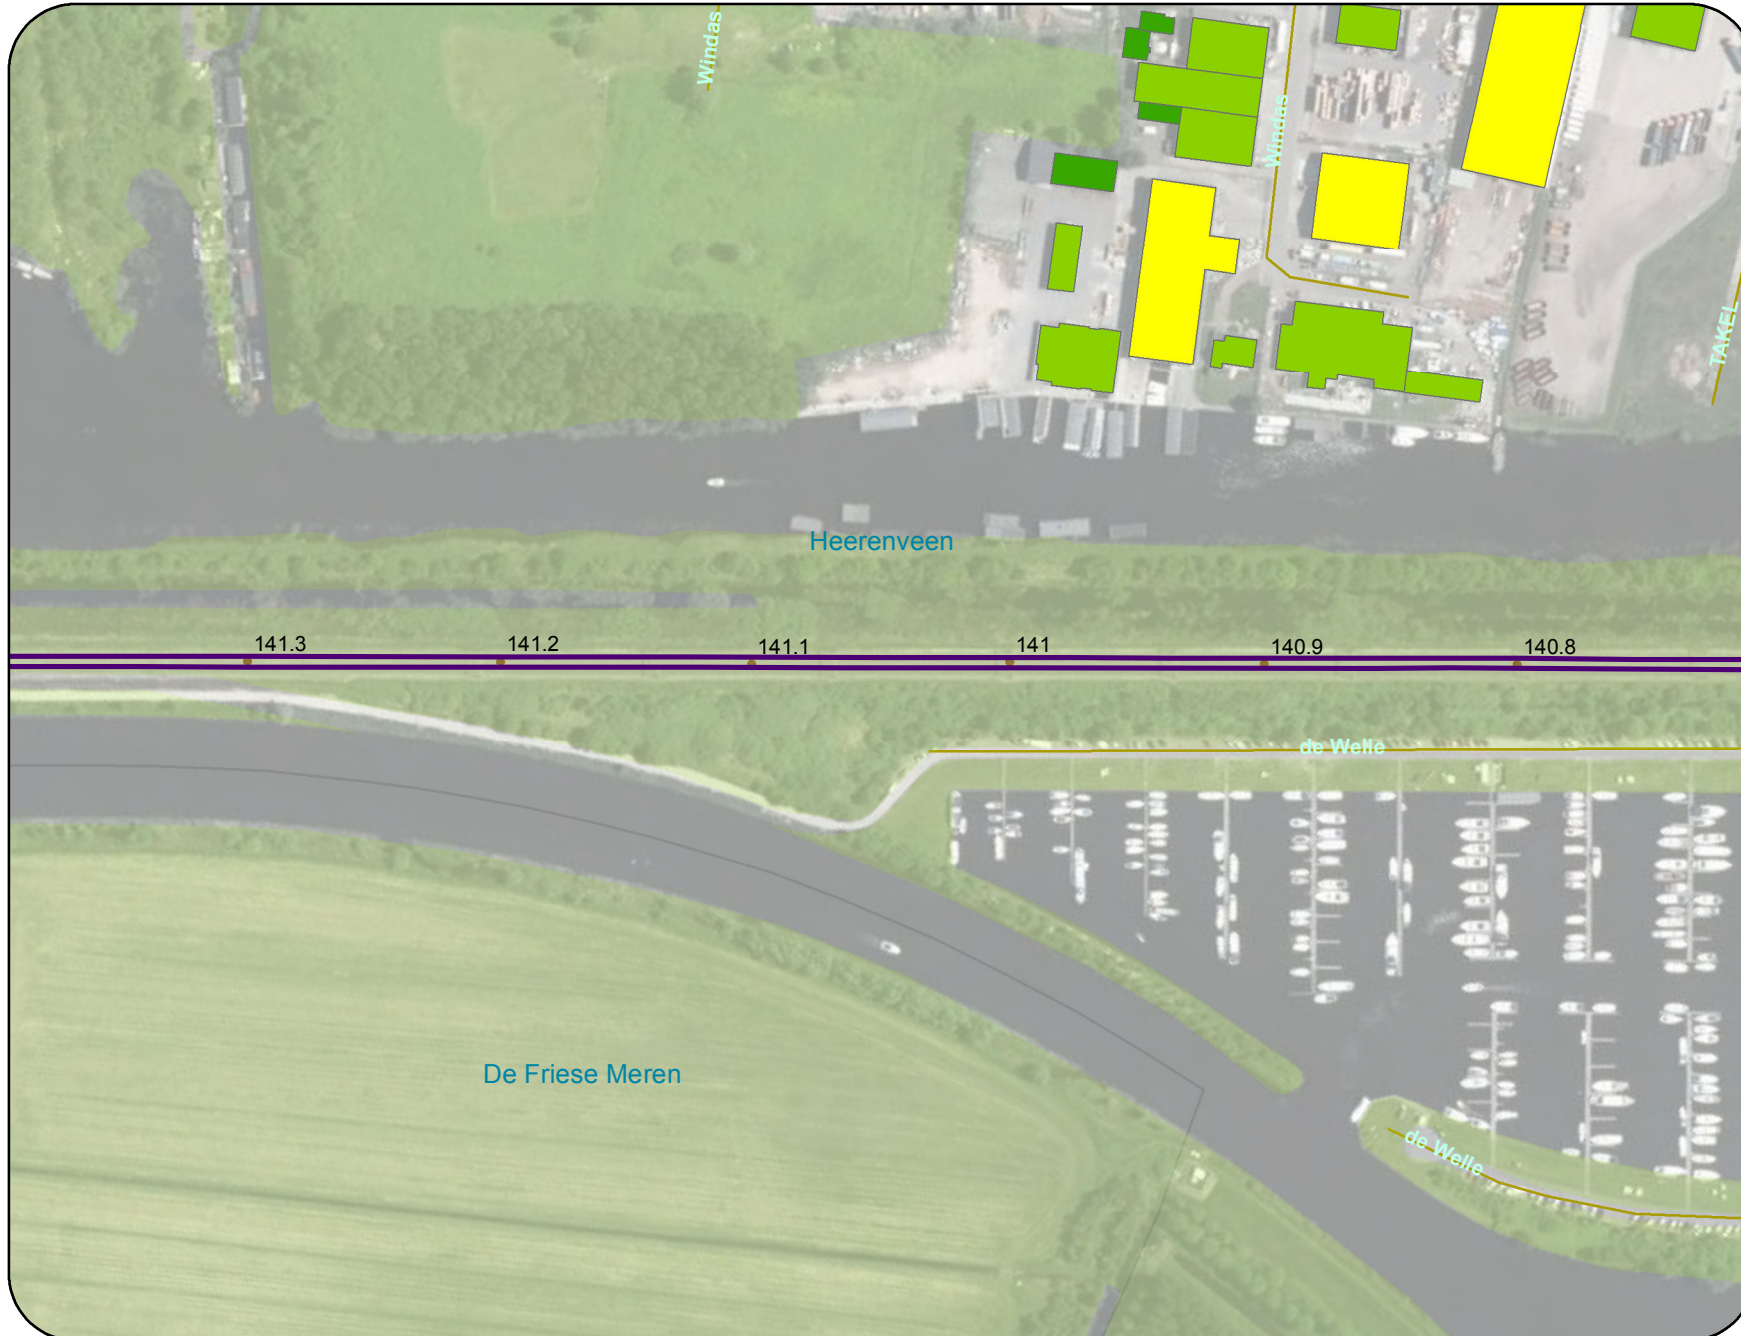 Windas
Windas
TAKEL
Heerenveen
141.3
141.2
141.1
141
140.9
140.8
de Welle
De Friese Meren
de Welle